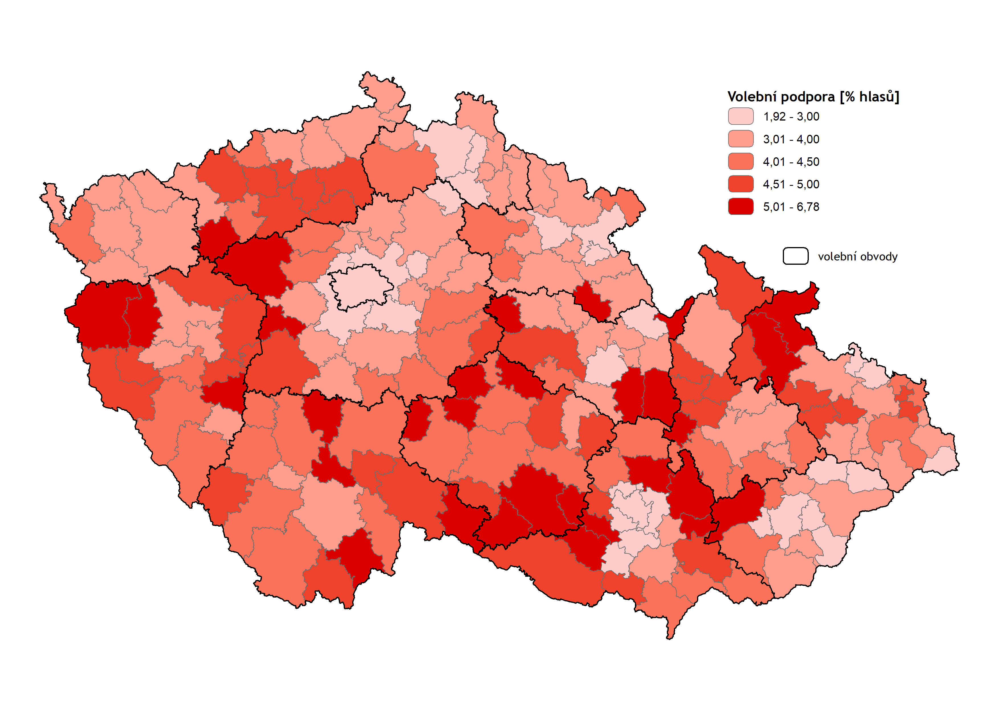 Volební podpora [% hlasů]
1,92 - 3,00
3,01 - 4,00
4,01 - 4,50
4,51 - 5,00
5,01 - 6,78
volební obvody